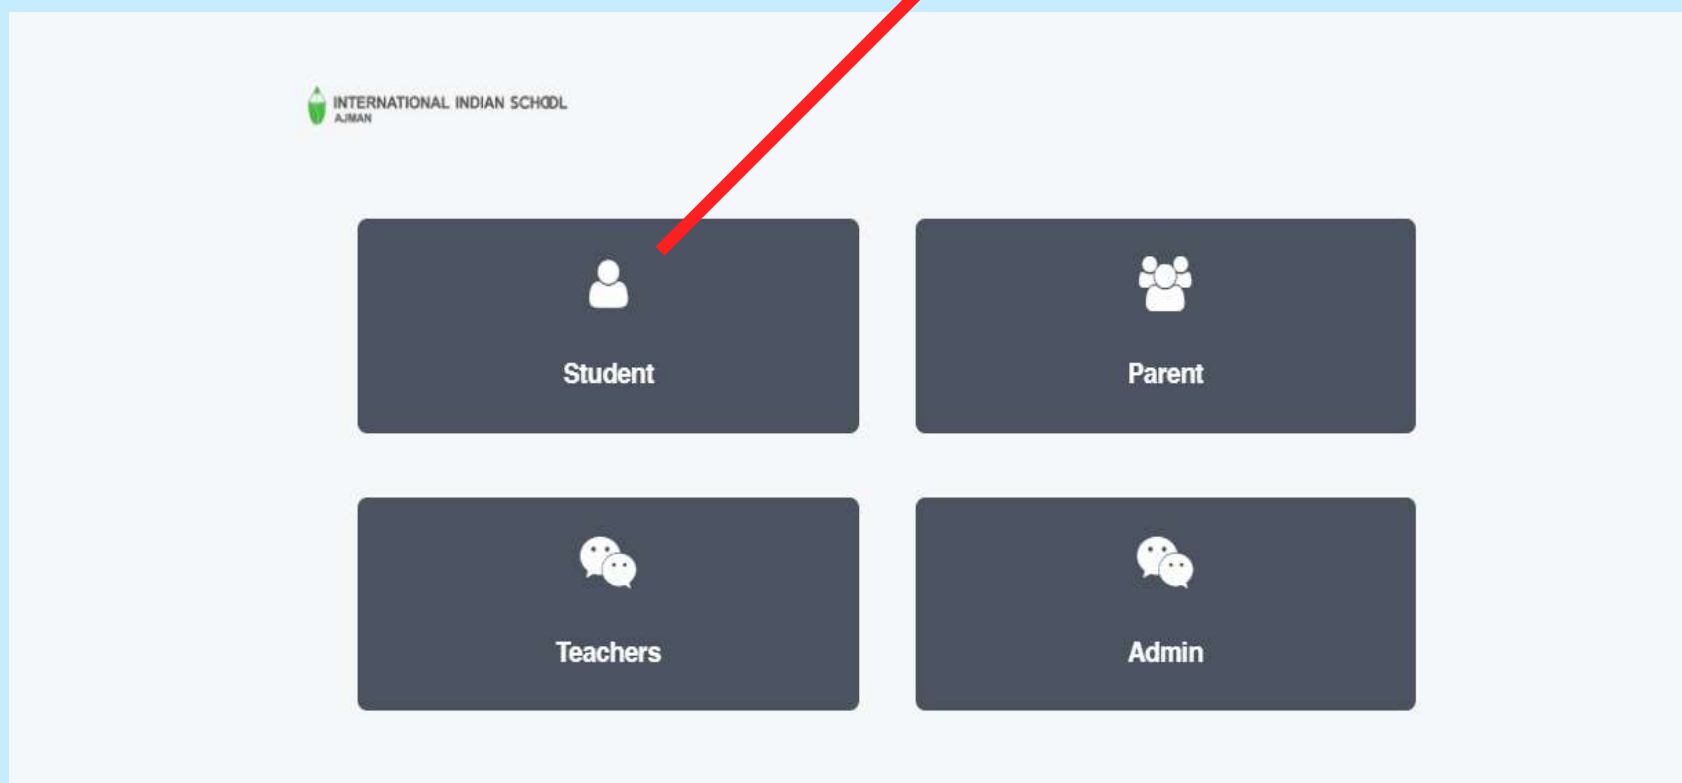 INTERNATIONAL INDIAN SCHOOL
AJMAN
Student
Parent
Teachers
Admin